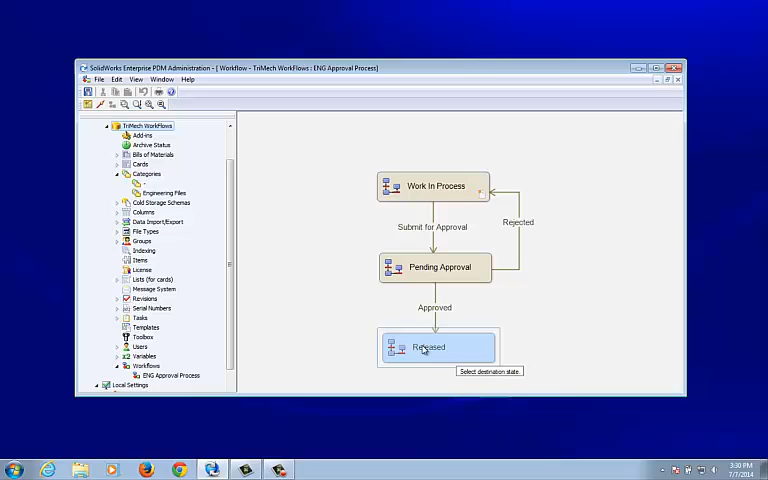 SolidWorks Enterprise PDM Administration - [ Workflow - TriMech WorkFlows : ENG Approval Process]
File Edit View Window Help
TriMech WorkFlows
Add-ins
Archive Status
Bills of Materials
Cards
Categories
-
Engineering Files
Cold Storage Schemas
Columns
Data Import/Export
File Types
Groups
Indexing
Items
License
Lists (for cards)
Message System
Revisions
Serial Numbers
Tasks
Templates
Toolbox
Users
Variables
Workflows
ENG Approval Process
Local Settings
Work In Process
Submit for Approval
Rejected
Pending Approval
Approved
Released
Select destination state.
3:30 PM
7/7/2014